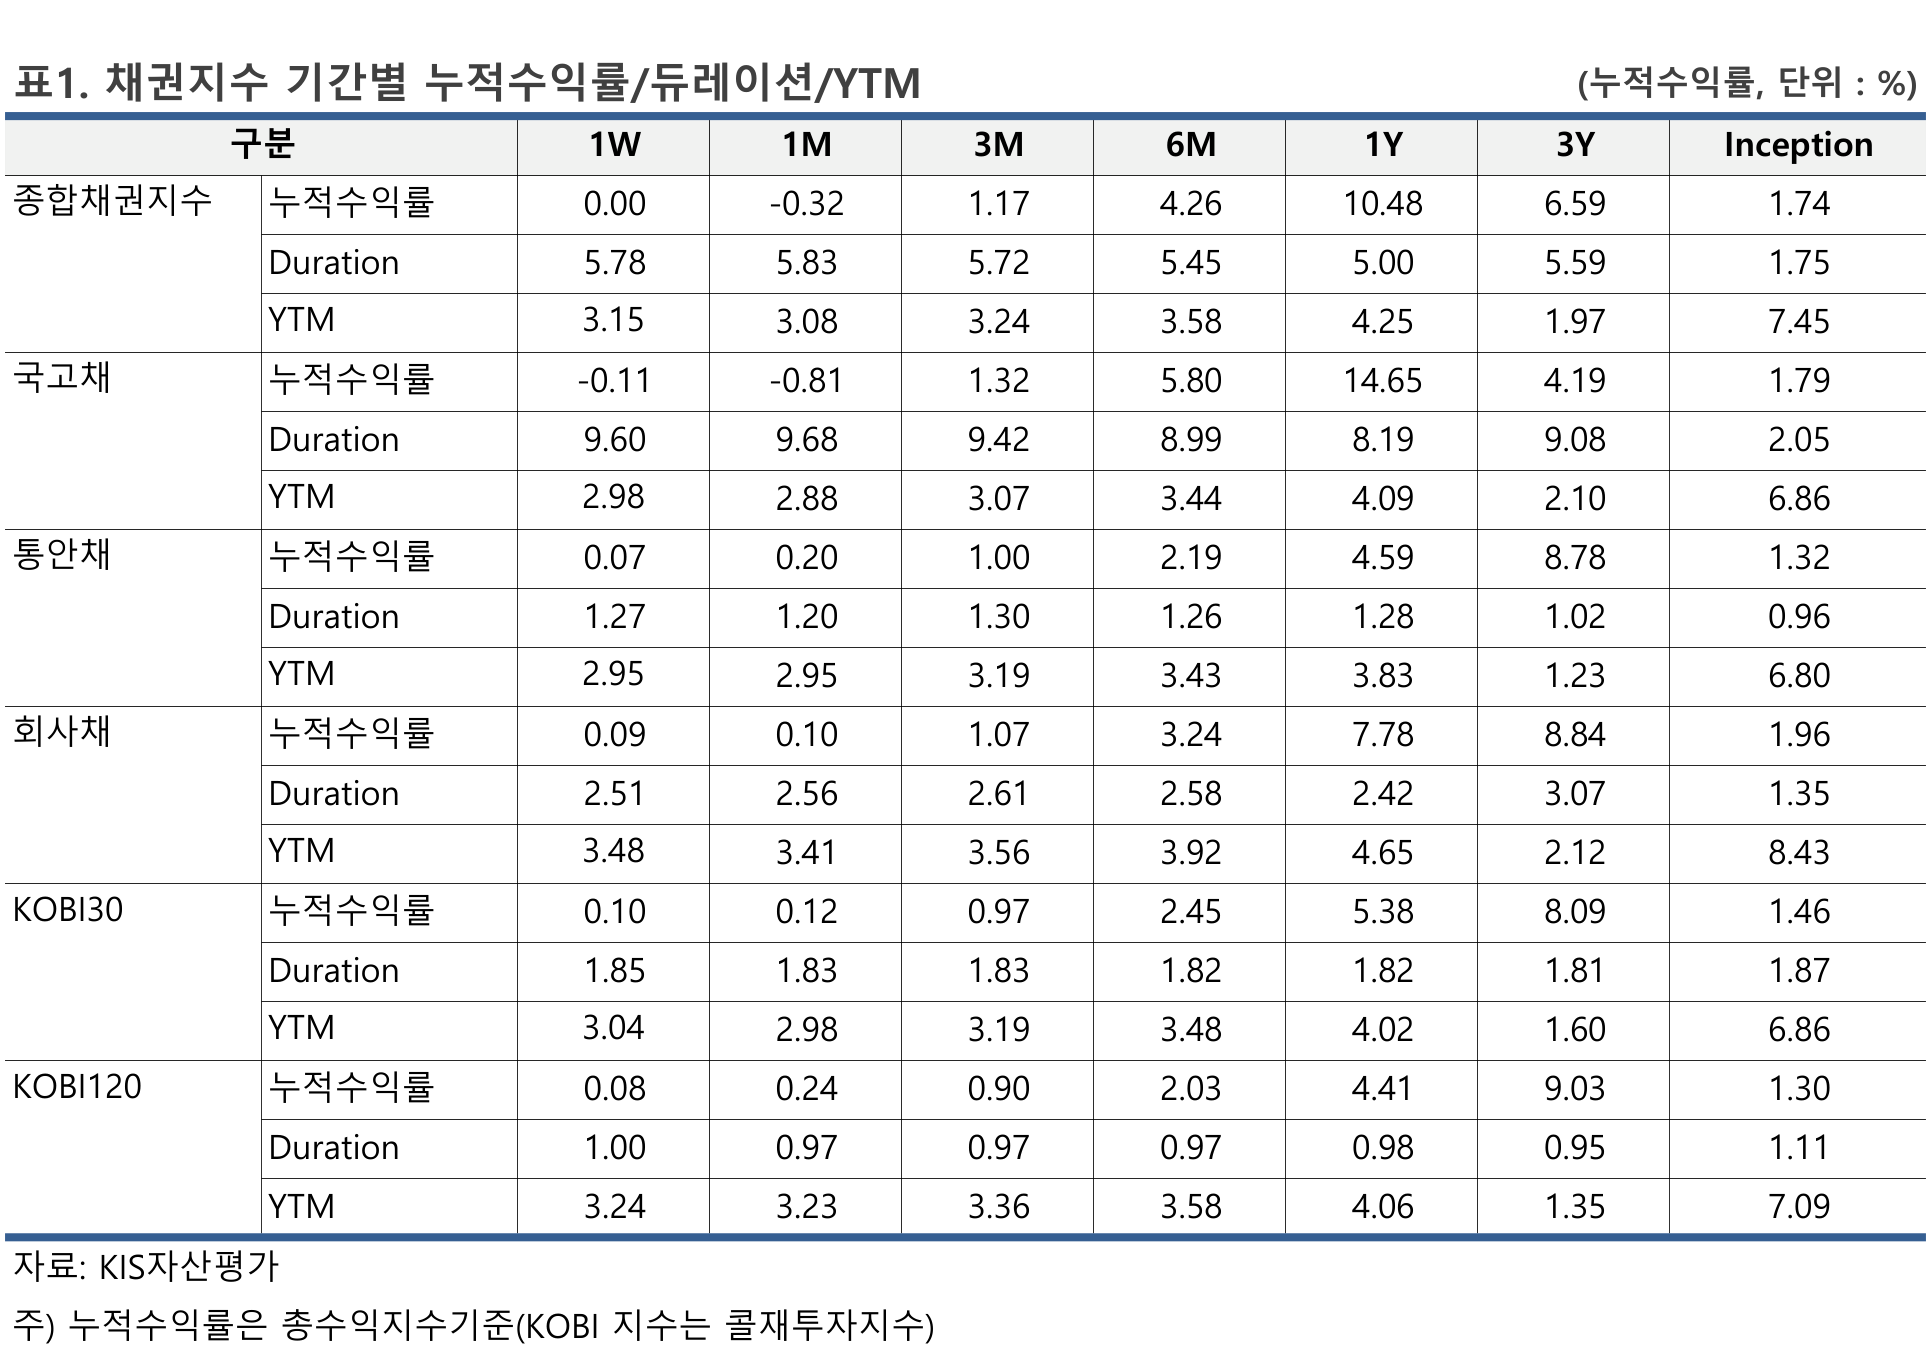 표1. 채권지수 기간별 누적수익률/듀레이션/YTM (누적수익률, 단위 : %)
구분 1W 1M 3M 6M 1Y 3Y Inception
종합채권지수 누적수익률 0.00 -0.32 1.17 4.26 10.48 6.59 1.74
Duration 5.78 5.83 5.72 5.45 5.00 5.59 1.75
YTM 3.15 3.08 3.24 3.58 4.25 1.97 7.45
국고채 누적수익률 -0.11 -0.81 1.32 5.80 14.65 4.19 1.79
Duration 9.60 9.68 9.42 8.99 8.19 9.08 2.05
YTM 2.98 2.88 3.07 3.44 4.09 2.10 6.86
통안채 누적수익률 0.07 0.20 1.00 2.19 4.59 8.78 1.32
Duration 1.27 1.20 1.30 1.26 1.28 1.02 0.96
YTM 2.95 2.95 3.19 3.43 3.83 1.23 6.80
회사채 누적수익률 0.09 0.10 1.07 3.24 7.78 8.84 1.96
Duration 2.51 2.56 2.61 2.58 2.42 3.07 1.35
YTM 3.48 3.41 3.56 3.92 4.65 2.12 8.43
KOBI30 누적수익률 0.10 0.12 0.97 2.45 5.38 8.09 1.46
Duration 1.85 1.83 1.83 1.82 1.82 1.81 1.87
YTM 3.04 2.98 3.19 3.48 4.02 1.60 6.86
KOBI120 누적수익률 0.08 0.24 0.90 2.03 4.41 9.03 1.30
Duration 1.00 0.97 0.97 0.97 0.98 0.95 1.11
YTM 3.24 3.23 3.36 3.58 4.06 1.35 7.09
자료: KIS자산평가
주) 누적수익률은 총수익지수기준(KOBI 지수는 콜재투자지수)